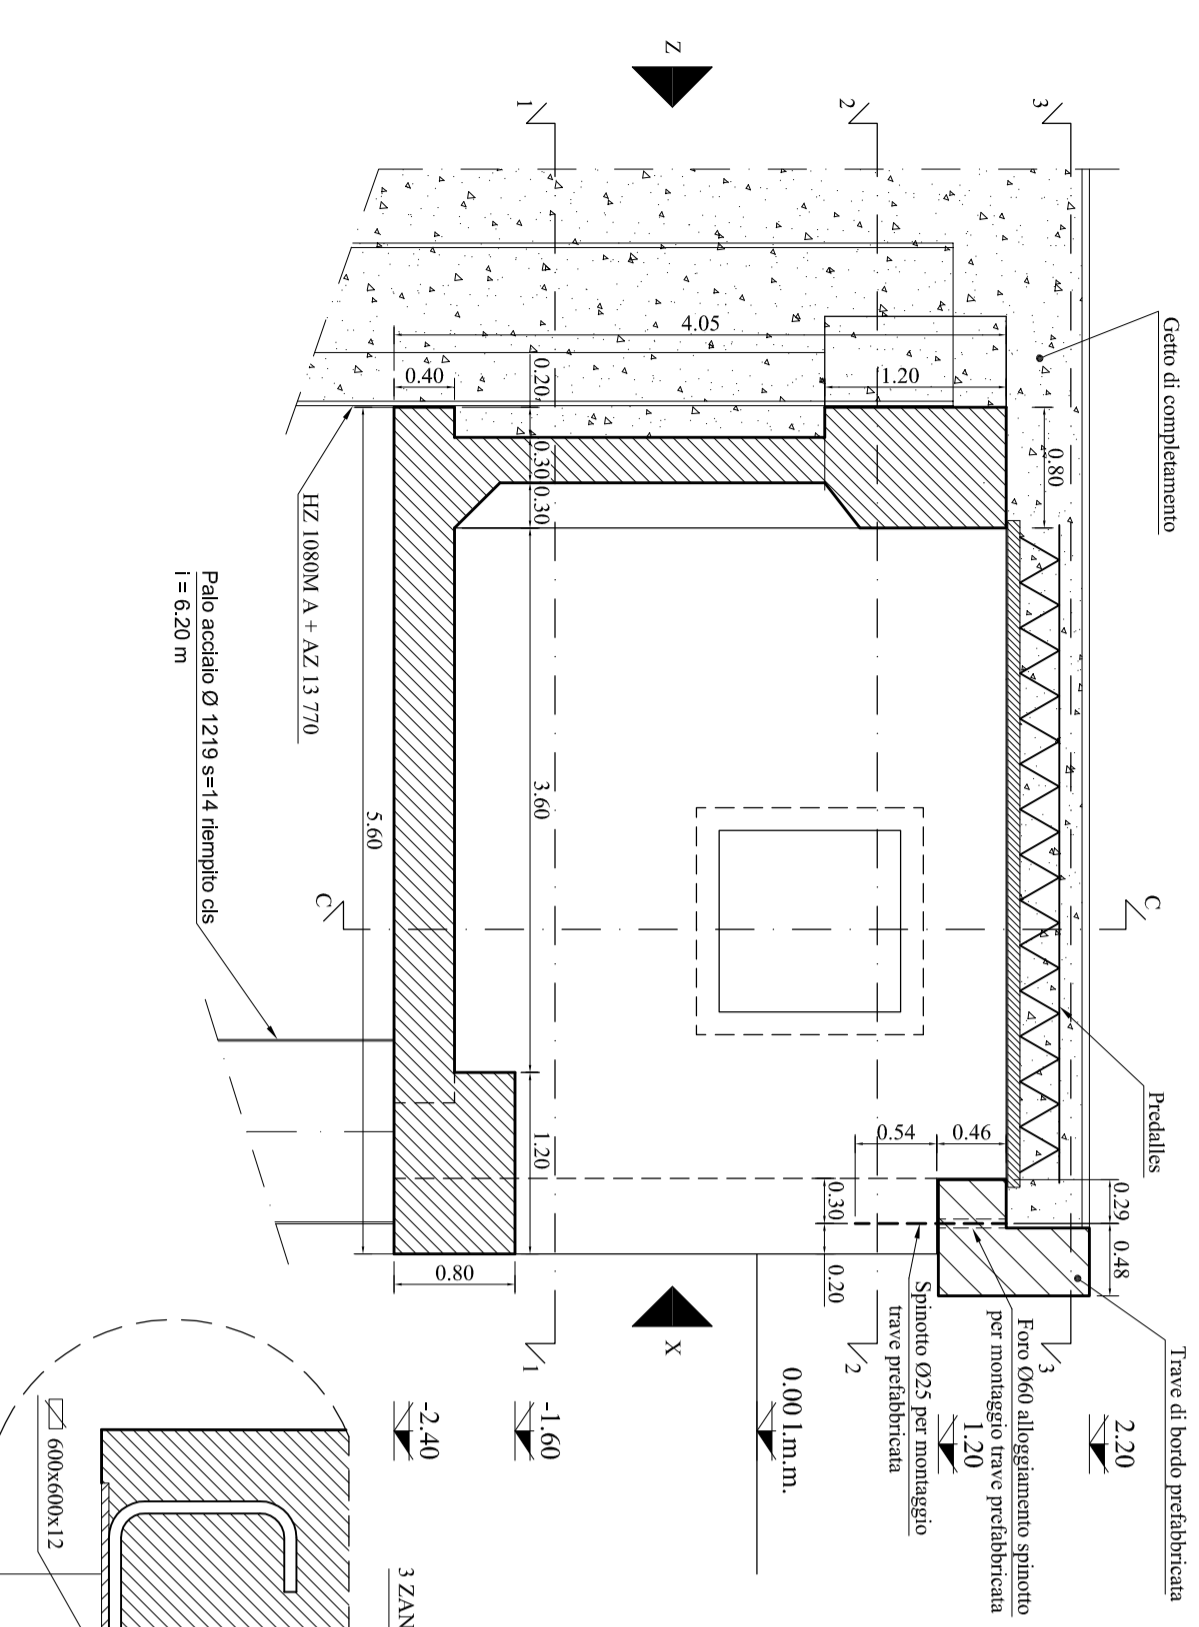 Getto di completamento
Predalles
Trave di bordo prefabbricata
Foro Ø60 alloggiamento spinotto
per montaggio trave prefabbricata
Spinotto Ø25 per montaggio
trave prefabbricata
2.20
1.20
0.00 l.m.m.
-1.60
-2.40
Z
X
3
3
2
2
1
1
C
C
0.80
0.29
0.48
1.20
4.05
0.40
0.46
0.54
0.30
0.20
0.20
0.30
0.30
3.60
1.20
5.60
0.80
HZ 1080M A + AZ 13 770
Palo acciaio Ø 1219 s=14 riempito cls
i = 6.20 m
3 ZAN
600x600x12